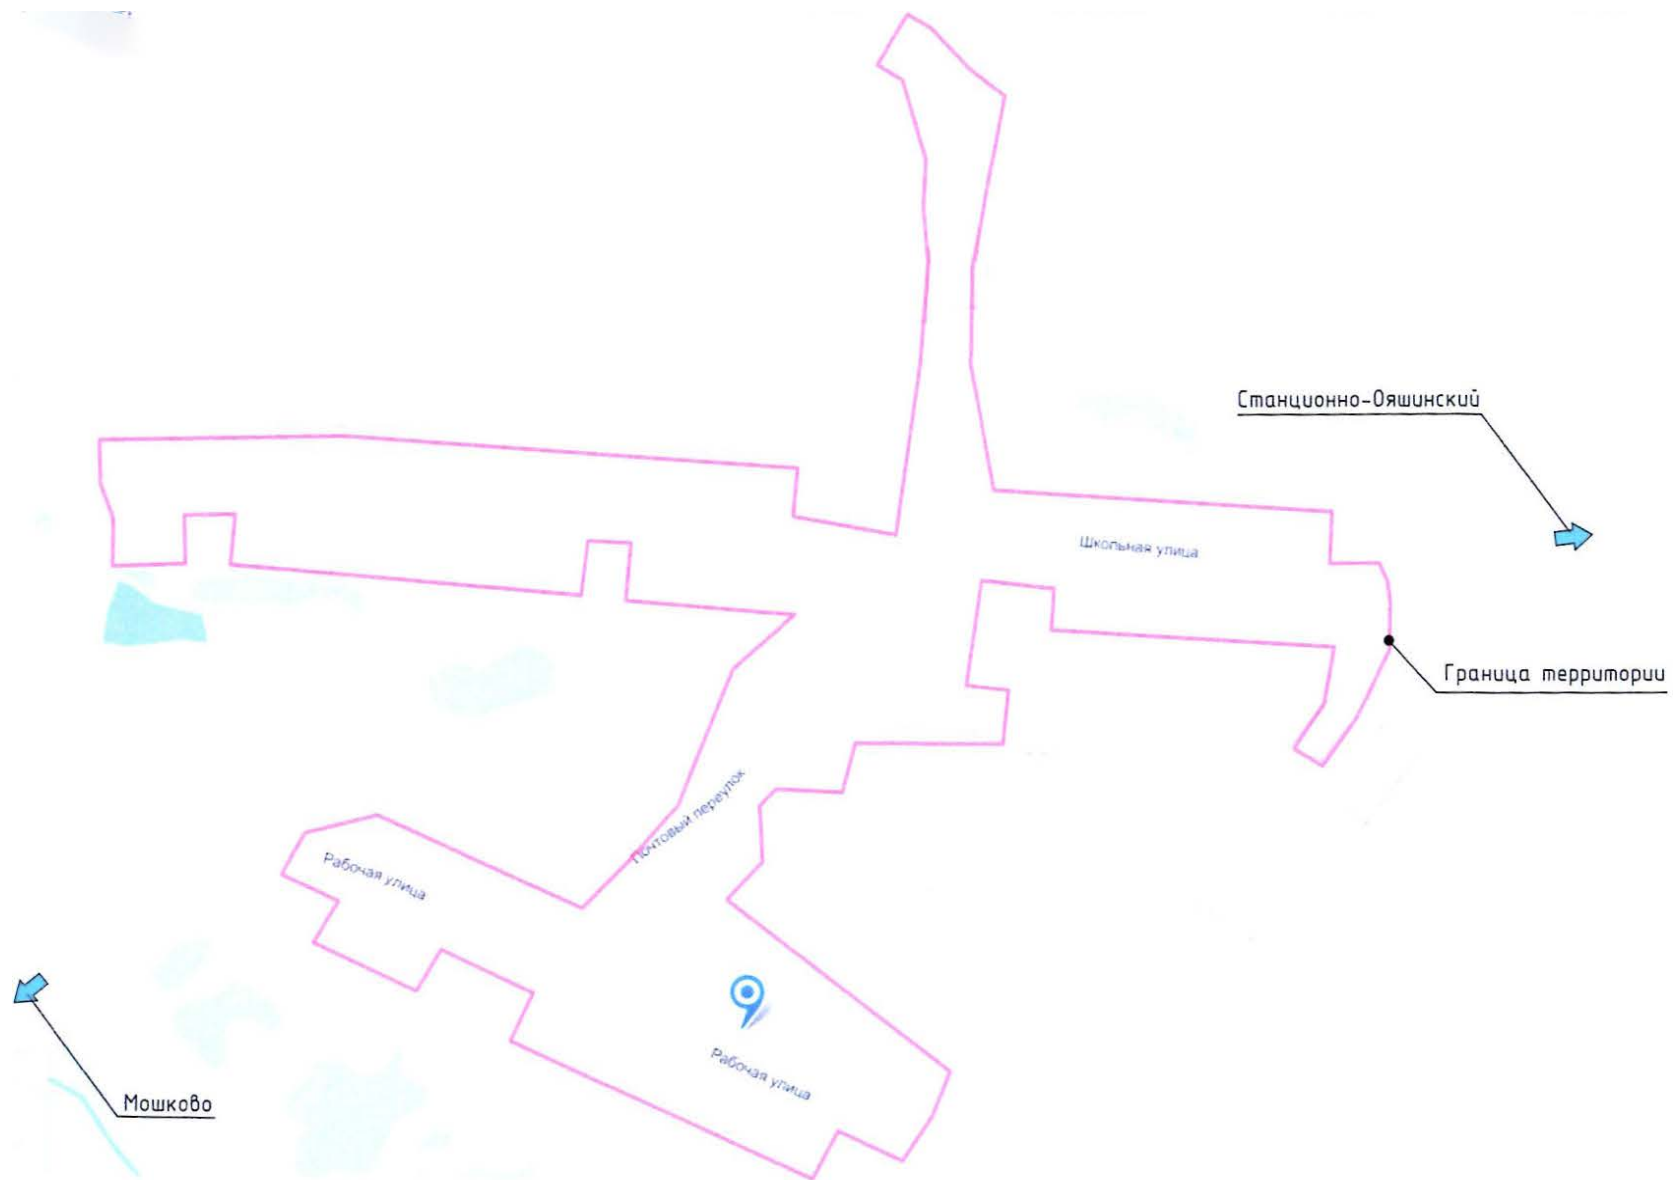 Станционно-Ояшинский
Школьная улица
Граница территории
Почтовый переулок
Рабочая улица
Рабочая улица
Мошково